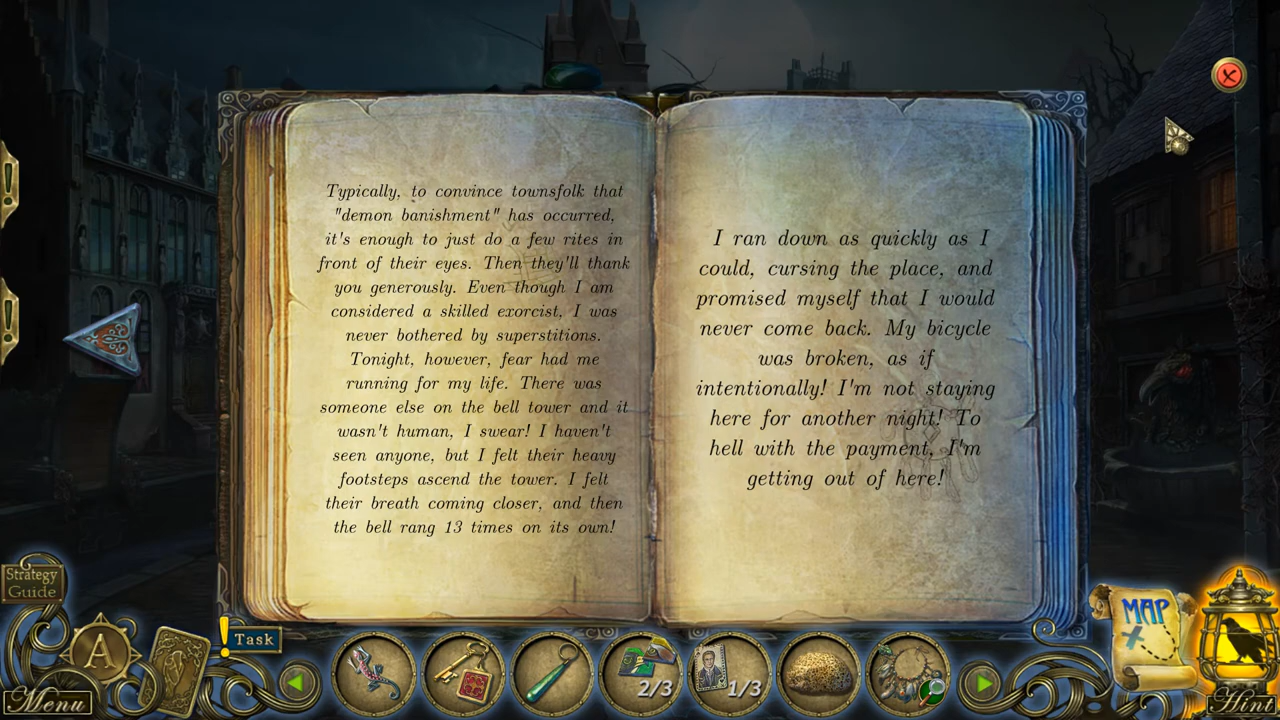 Typically, to convince townsfolk that
"demon banishment" has occurred,
it's enough to just do a few rites in
front of their eyes. Then they'll thank
you generously. Even though I am
considered a skilled exorcist, I was
never bothered by superstitions.
Tonight, however, fear had me
running for my life. There was
someone else on the bell tower and it
wasn't human, I swear! I haven't
seen anyone, but I felt their heavy
footsteps ascend the tower. I felt
their breath coming closer, and then
the bell rang 13 times on its own!
I ran down as quickly as I
could, cursing the place, and
promised myself that I would
never come back. My bicycle
was broken, as if
intentionally! I'm not staying
here for another night! To
hell with the payment, I'm
getting out of here!
Strategy
Guide
A
Menu
Task
2/3
1/3
MAP
Hint